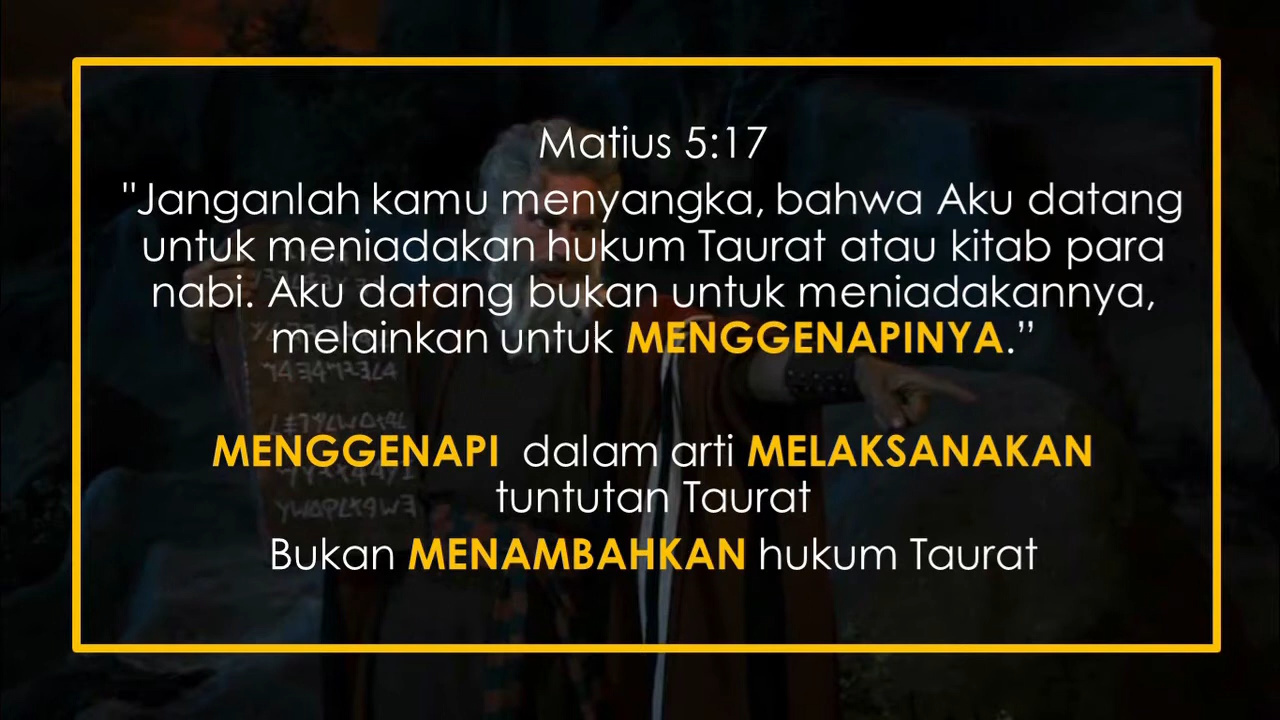 Matius 5:17
"Janganlah kamu menyangka, bahwa Aku datang
untuk meniadakan hukum Taurat atau kitab para
nabi. Aku datang bukan untuk meniadakannya,
melainkan untuk MENGGENAPINYA.”
MENGGENAPI dalam arti MELAKSANAKAN
tuntutan Taurat
Bukan MENAMBAHKAN hukum Taurat